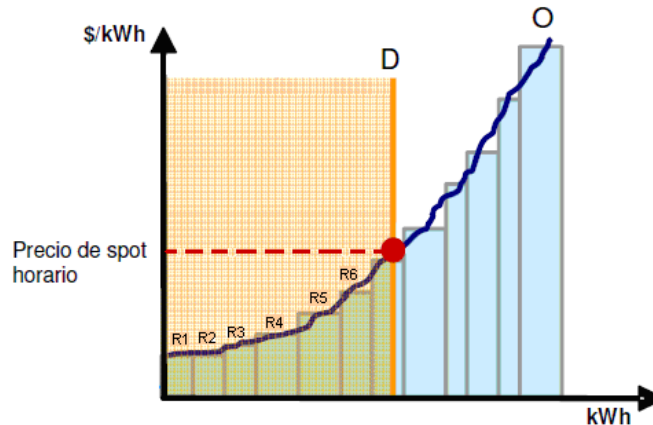 $/kWh
D
O
Precio de spot
horario
R1 R2 R3 R4 R5 R6
kWh